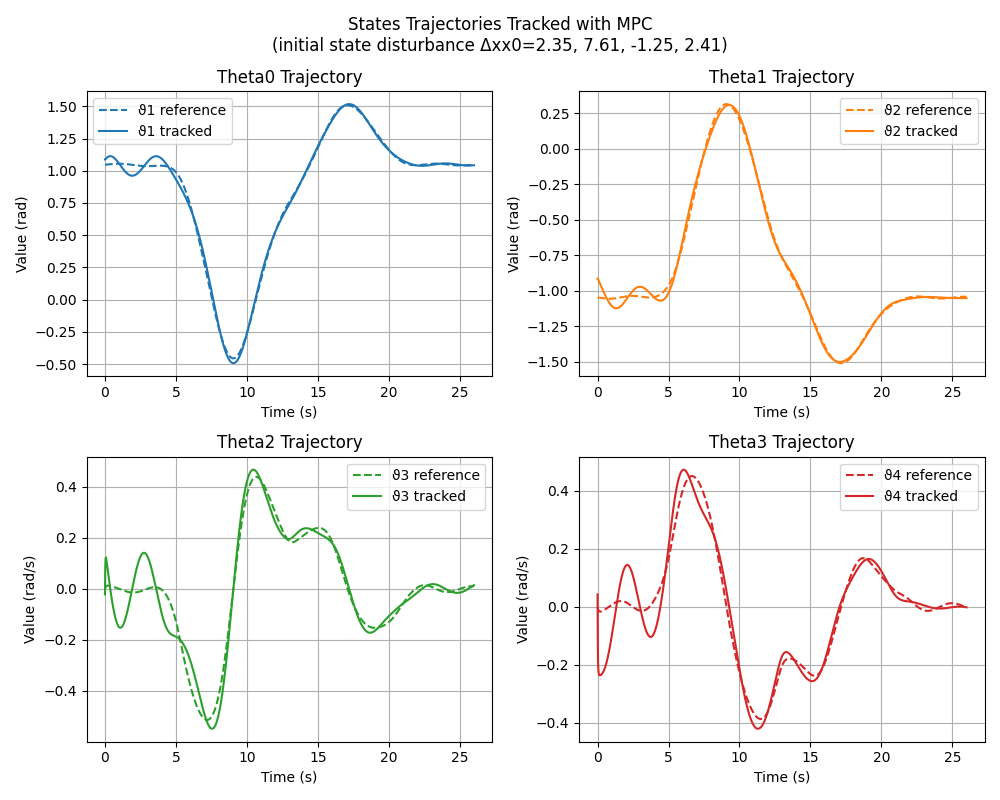 States Trajectories Tracked with MPC
(initial state disturbance Δxx0=2.35, 7.61, -1.25, 2.41)
Theta0 Trajectory
Value (rad)
1.50
1.25
1.00
0.75
0.50
0.25
0.00
−0.25
−0.50
ϑ1 reference
ϑ1 tracked
0 5 10 15 20 25
Time (s)
Theta1 Trajectory
Value (rad)
0.25
0.00
−0.25
−0.50
−0.75
−1.00
−1.25
−1.50
ϑ2 reference
ϑ2 tracked
0 5 10 15 20 25
Time (s)
Theta2 Trajectory
Value (rad/s)
0.4
0.2
0.0
−0.2
−0.4
ϑ3 reference
ϑ3 tracked
0 5 10 15 20 25
Time (s)
Theta3 Trajectory
Value (rad/s)
0.4
0.2
0.0
−0.2
−0.4
ϑ4 reference
ϑ4 tracked
0 5 10 15 20 25
Time (s)